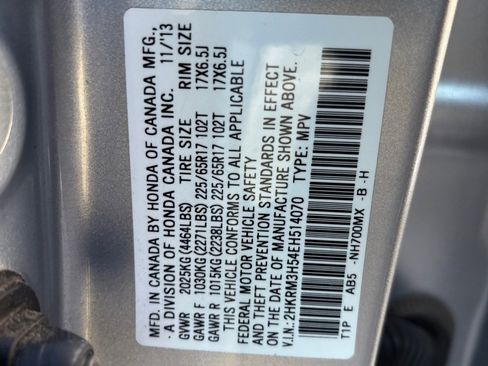 MFD. IN CANADA BY HONDA OF CANADA MFG.,
- A DIVISION OF HONDA CANADA INC. 11/'13
GVWR 2025KG(4464LBS) TIRE SIZE RIM SIZE
GAWR F 1030KG(2271LBS) 225/65R17 102T 17X6.5J
GAWR R 1015KG(2238LBS) 225/65R17 102T 17X6.5J
THIS VEHICLE CONFORMS TO ALL APPLICABLE
FEDERAL MOTOR VEHICLE SAFETY
AND THEFT PREVENTION STANDARDS IN EFFECT
ON THE DATE OF MANUFACTURE SHOWN ABOVE.
V.I.N.: 2HKRM3H54EH514070 TYPE: MPV
T1P E AB5 -NH700MX -B -H